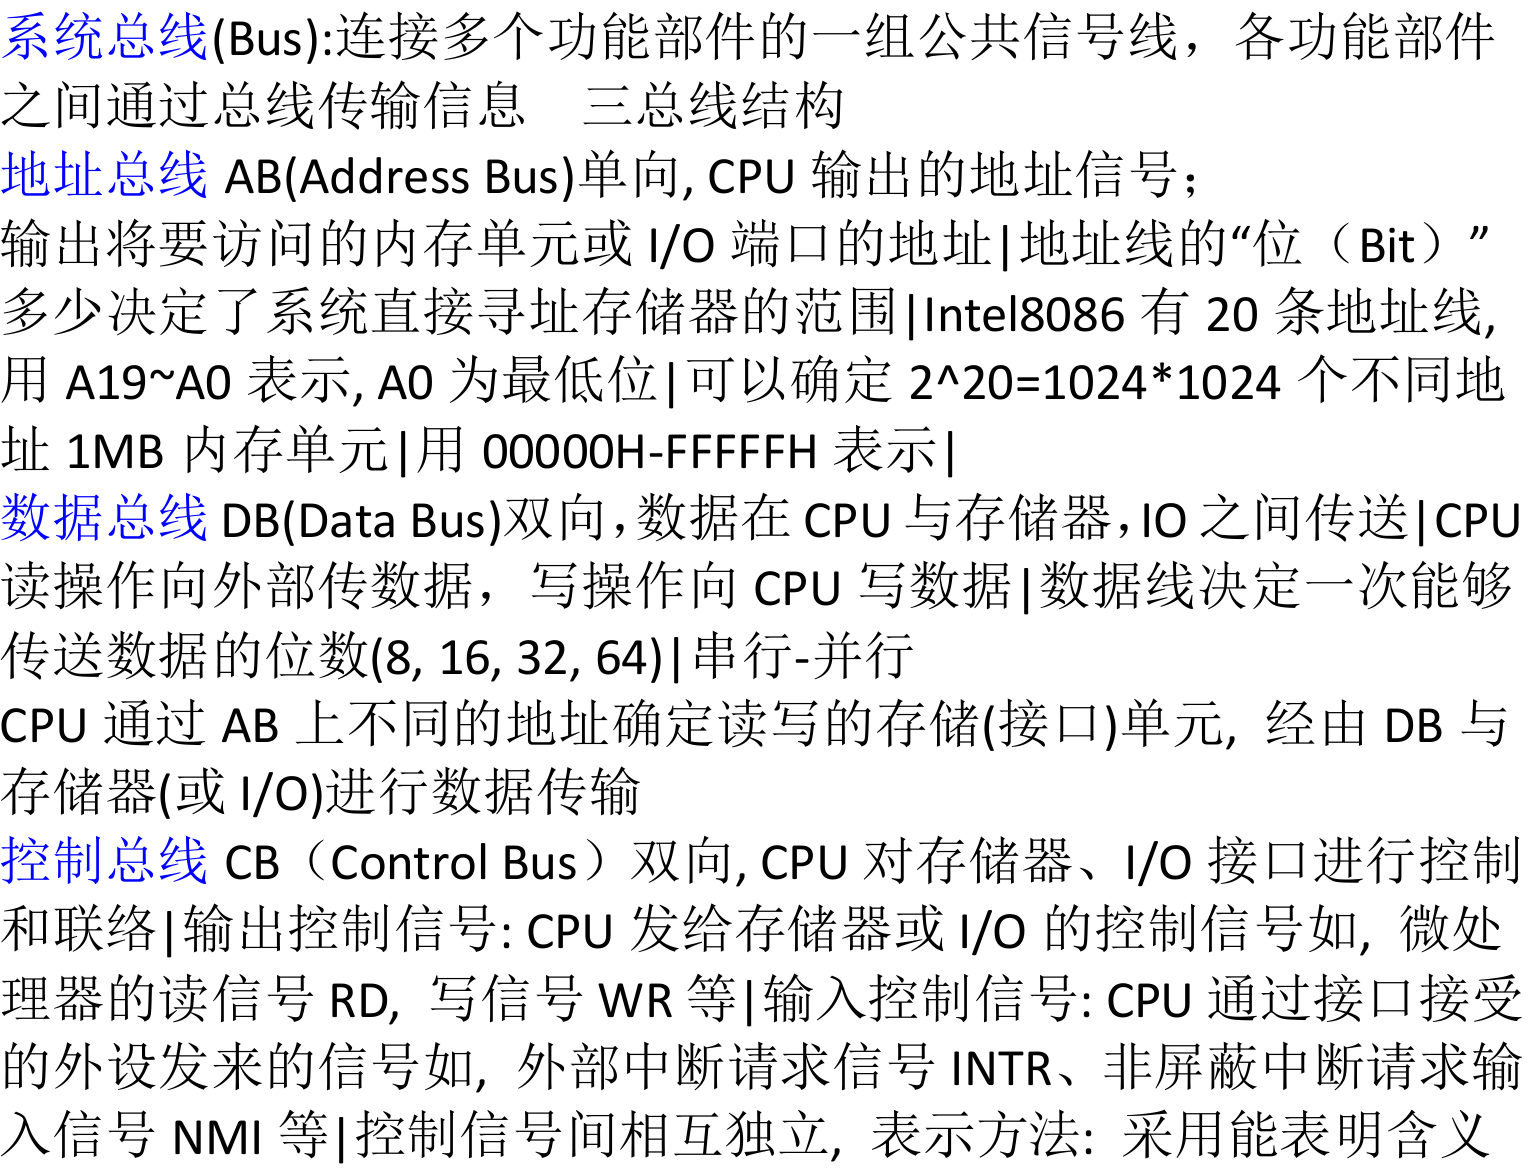 系统总线(Bus):连接多个功能部件的一组公共信号线，各功能部件
之间通过总线传输信息　三总线结构
地址总线 AB(Address Bus)单向, CPU 输出的地址信号；
输出将要访问的内存单元或 I/O 端口的地址|地址线的“位（Bit）”
多少决定了系统直接寻址存储器的范围|Intel8086 有 20 条地址线,
用 A19~A0 表示, A0 为最低位|可以确定 2^20=1024*1024 个不同地
址 1MB 内存单元|用 00000H-FFFFFH 表示|
数据总线 DB(Data Bus)双向，数据在 CPU 与存储器，IO 之间传送|CPU
读操作向外部传数据，写操作向 CPU 写数据|数据线决定一次能够
传送数据的位数(8, 16, 32, 64)|串行-并行
CPU 通过 AB 上不同的地址确定读写的存储(接口)单元, 经由 DB 与
存储器(或 I/O)进行数据传输
控制总线 CB（Control Bus）双向, CPU 对存储器、I/O 接口进行控制
和联络|输出控制信号: CPU 发给存储器或 I/O 的控制信号如, 微处
理器的读信号 RD, 写信号 WR 等|输入控制信号: CPU 通过接口接受
的外设发来的信号如, 外部中断请求信号 INTR、非屏蔽中断请求输
入信号 NMI 等|控制信号间相互独立, 表示方法: 采用能表明含义